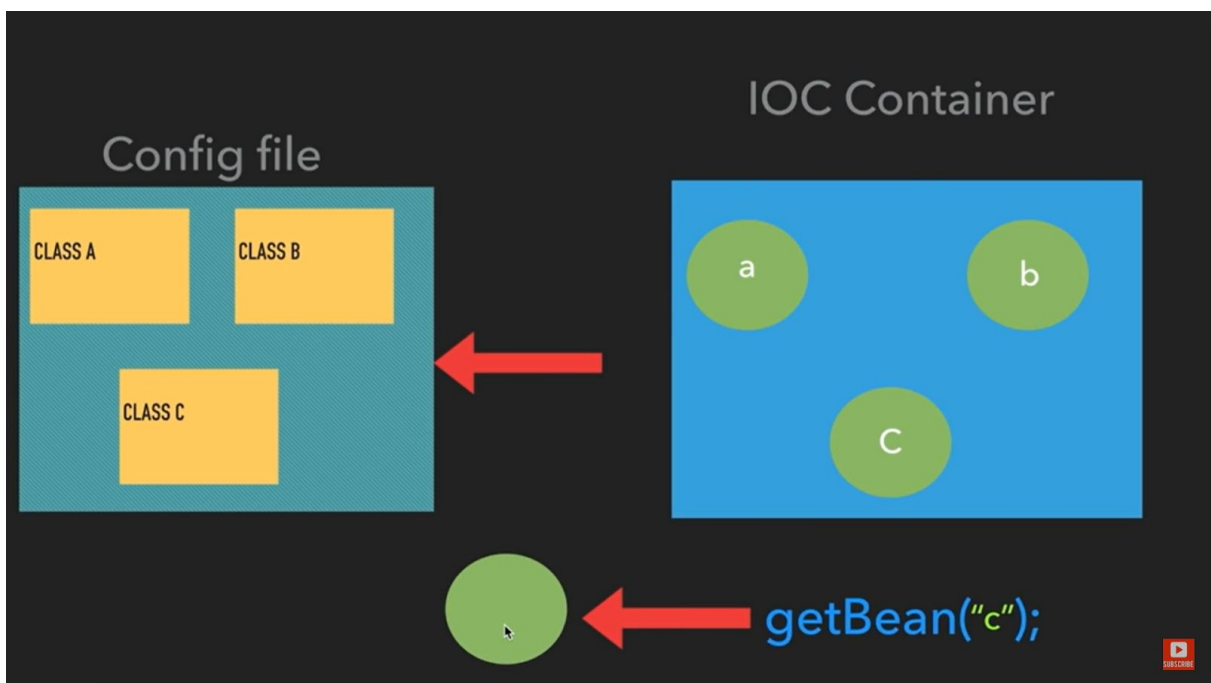 IOC Container
Config file
CLASS A
CLASS B
a
b
CLASS C
C
getBean("c");
SUBSCRIBE